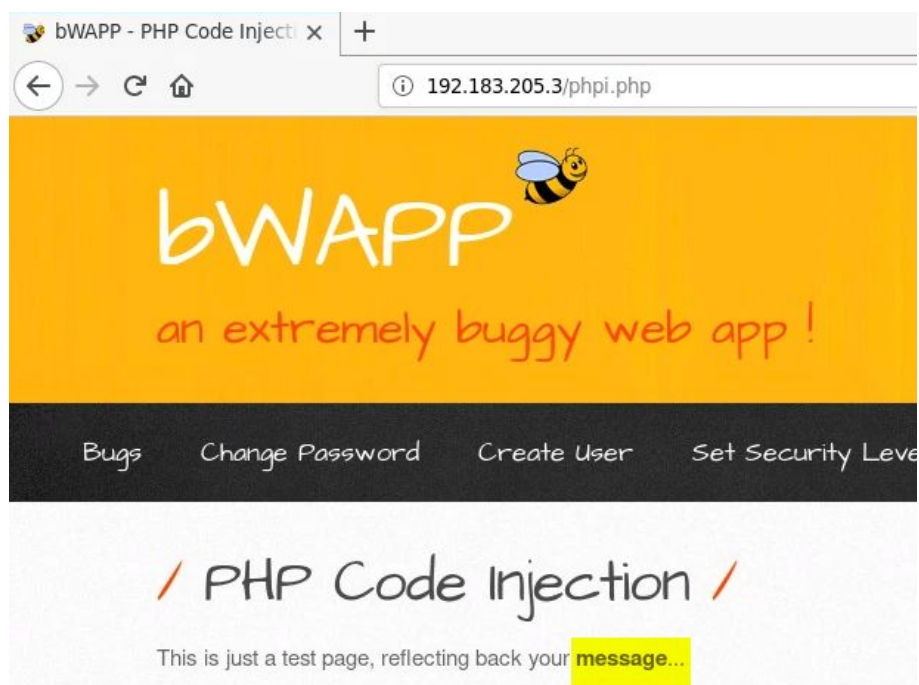 bWAPP - PHP Code Injecti
192.183.205.3/phpi.php
bWAPP
an extremely buggy web app !
Bugs Change Password Create User Set Security Leve
/ PHP Code Injection /
This is just a test page, reflecting back your message...